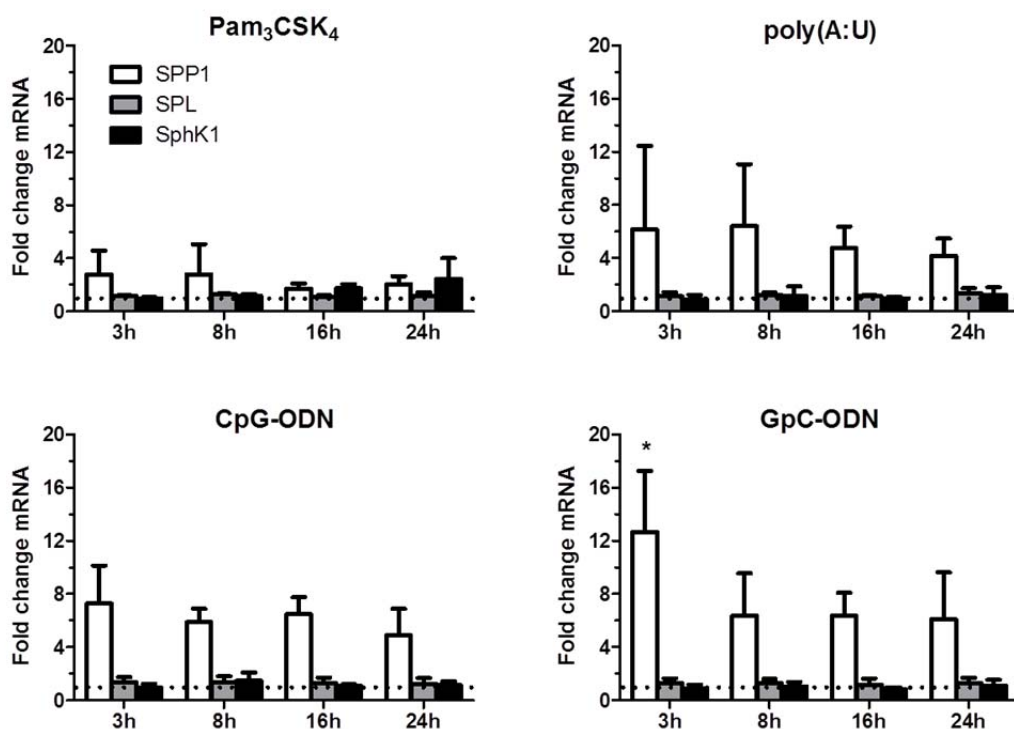 Pam₃CSK₄
Fold change mRNA
20
16
12
8
4
0
SPP1
SPL
SphK1
3h 8h 16h 24h
poly(A:U)
Fold change mRNA
20
16
12
8
4
0
3h 8h 16h 24h
CpG-ODN
Fold change mRNA
20
16
12
8
4
0
3h 8h 16h 24h
GpC-ODN
Fold change mRNA
20
16
12
8
4
0
*
3h 8h 16h 24h